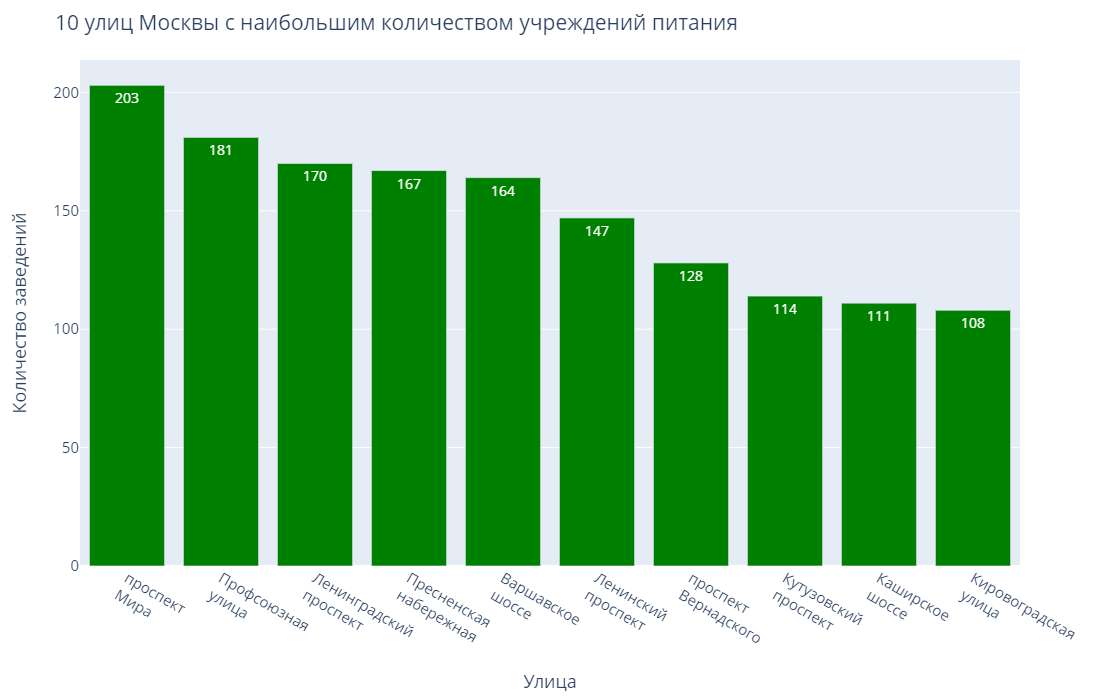 10 улиц Москвы с наибольшим количеством учреждений питания
Количество заведений
200
150
100
50
0
203
181
170
167
164
147
128
114
111
108
проспект
Мира
Профсоюзная
улица
Ленинградский
проспект
Пресненская
набережная
Варшавское
шоссе
Ленинский
проспект
проспект
Вернадского
Кутузовский
проспект
Каширское
шоссе
Кировоградская
улица
Улица